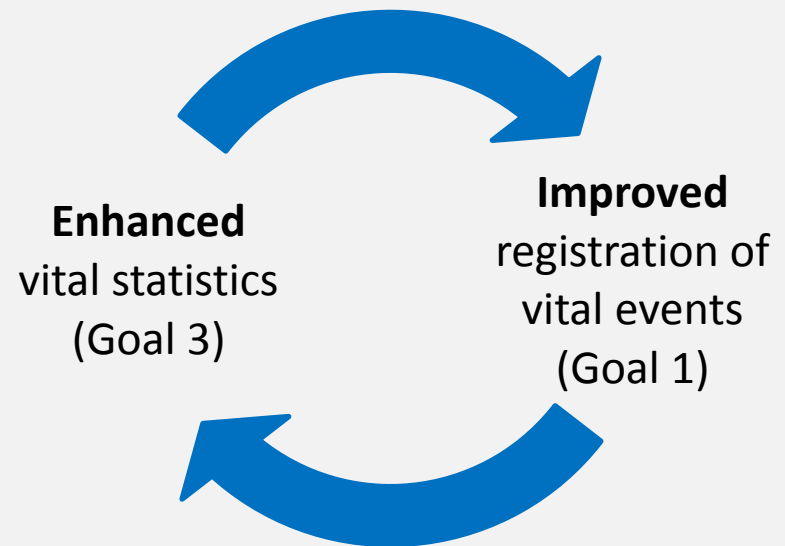 Enhanced
vital statistics
(Goal 3)
Improved
registration of
vital events
(Goal 1)